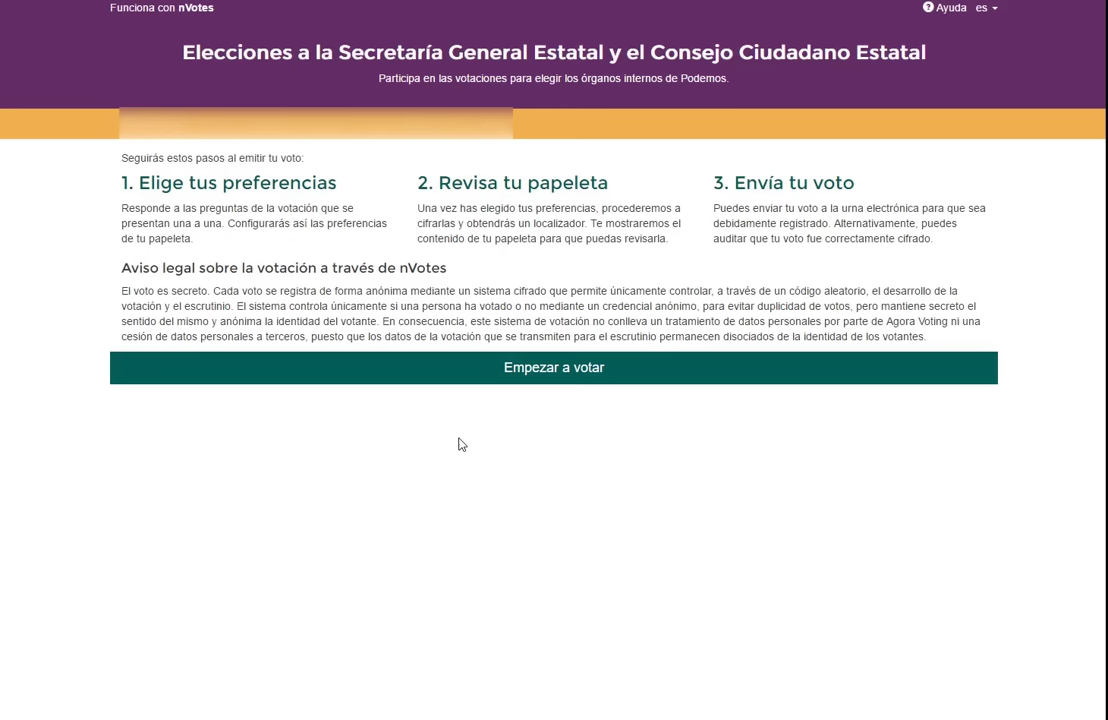 Funciona con nVotes
Ayuda es
Elecciones a la Secretaría General Estatal y el Consejo Ciudadano Estatal
Participa en las votaciones para elegir los órganos internos de Podemos.
Seguirás estos pasos al emitir tu voto:
1. Elige tus preferencias
Responde a las preguntas de la votación que se
presentan una a una. Configurarás así las preferencias
de tu papeleta.
2. Revisa tu papeleta
Una vez has elegido tus preferencias, procederemos a
cifrarlas y obtendrás un localizador. Te mostraremos el
contenido de tu papeleta para que puedas revisarla.
3. Envía tu voto
Puedes enviar tu voto a la urna electrónica para que sea
debidamente registrado. Alternativamente, puedes
auditar que tu voto fue correctamente cifrado.
Aviso legal sobre la votación a través de nVotes
El voto es secreto. Cada voto se registra de forma anónima mediante un sistema cifrado que permite únicamente controlar, a través de un código aleatorio, el desarrollo de la
votación y el escrutinio. El sistema controla únicamente si una persona ha votado o no mediante un credencial anónimo, para evitar duplicidad de votos, pero mantiene secreto el
sentido del mismo y anónima la identidad del votante. En consecuencia, este sistema de votación no conlleva un tratamiento de datos personales por parte de Agora Voting ni una
cesión de datos personales a terceros, puesto que los datos de la votación que se transmiten para el escrutinio permanecen disociados de la identidad de los votantes.
Empezar a votar